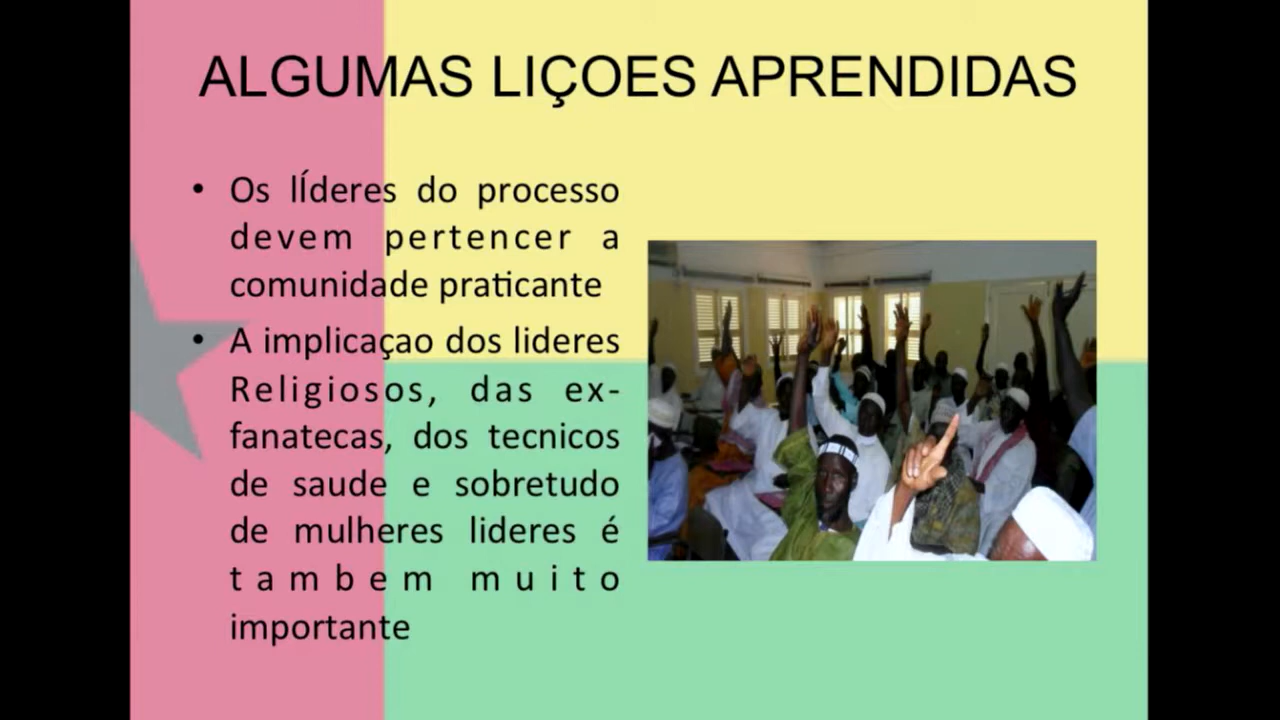 ALGUMAS LIÇOES APRENDIDAS
• Os lÍderes do processo
devem pertencer a
comunidade praticante
• A implicaçao dos lideres
Religiosos, das ex-
fanatecas, dos tecnicos
de saude e sobretudo
de mulheres lideres é
tambem muito
importante